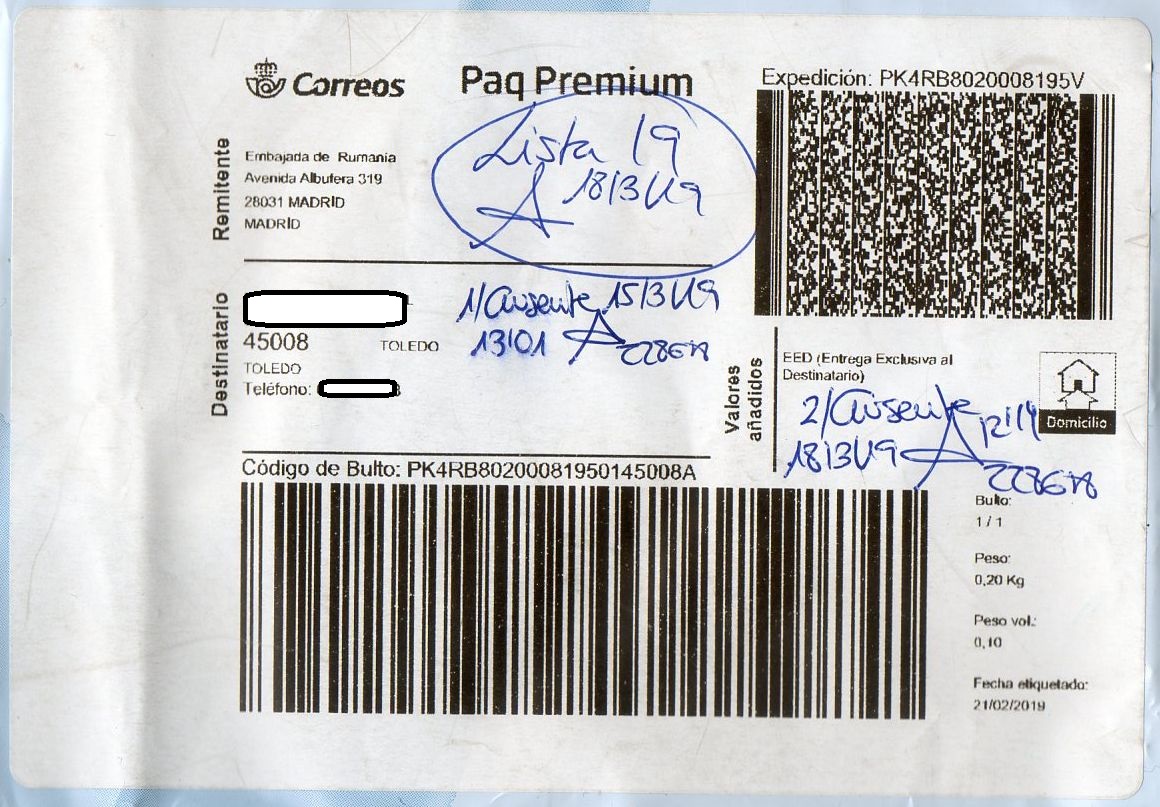 Correos
Paq Premium
Expedición: PK4RB8020008195V
Remitente
Embajada de Rumania
Avenida Albufera 319
28031 MADRID
MADRID
Lista 19
18/3/19
Destinatario
45008 TOLEDO
TOLEDO
Teléfono:
1/Ausente 15/3/19
13'01
Valores
añadidos
EED (Entrega Exclusiva al
Destinatario)
Domicilio
2/Ausente 12'14
18/3/19
Código de Bulto: PK4RB80200081950145008A
Bulto:
1 / 1
Peso:
0,20 Kg
Peso vol.:
0,10
Fecha etiquetado:
21/02/2019